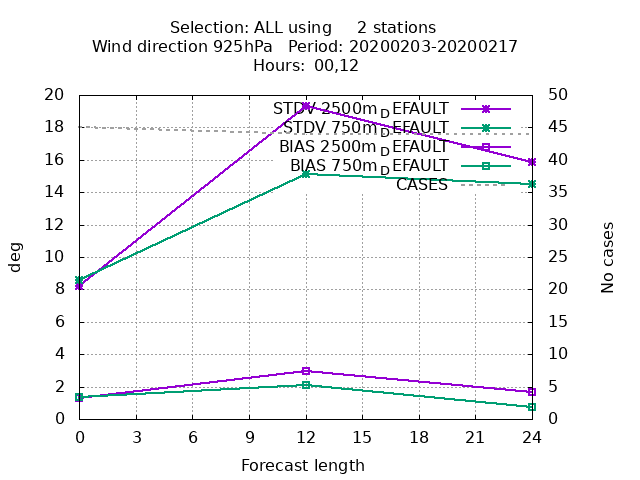 Selection: ALL using     2 stations
Wind direction 925hPa   Period: 20200203-20200217
Hours:  00,12
20 50
STDV 2500m_DEFAULT
18 STDV 750m_DEFAULT 45
BIAS 2500m_DEFAULT
16 BIAS 750m_DEFAULT 40
CASES
14 35
12 30
10 25
8 20
6 15
4 10
2 5
0 0
deg
No cases
0 3 6 9 12 15 18 21 24
Forecast length